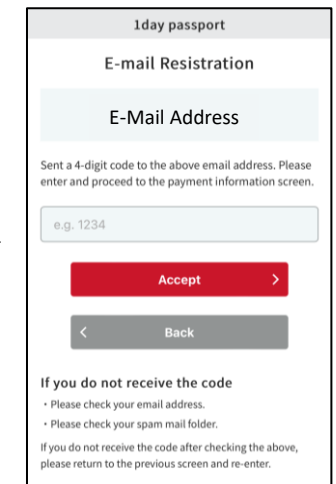 1day passport
E-mail Resistration
E-Mail Address
Sent a 4-digit code to the above email address. Please
enter and proceed to the payment information screen.
e.g. 1234
Accept
Back
If you do not receive the code
・Please check your email address.
・Please check your spam mail folder.
If you do not receive the code after checking the above,
please return to the previous screen and re-enter.